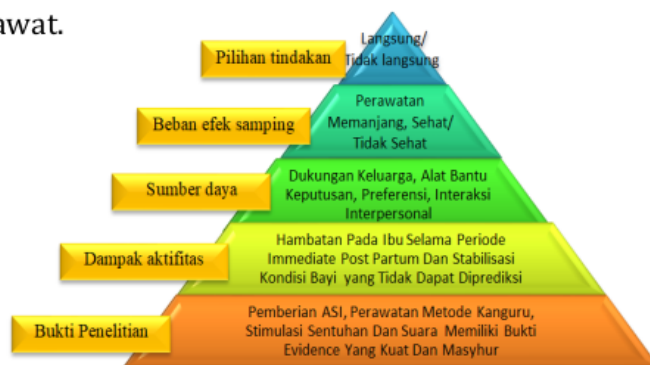 awat.
Pilihan tindakan
Langsung/
Tidak langsung
Beban efek samping
Perawatan
Memanjang, Sehat/
Tidak Sehat
Sumber daya
Dukungan Keluarga, Alat Bantu
Keputusan, Preferensi, Interaksi
Interpersonal
Dampak aktifitas
Hambatan Pada Ibu Selama Periode
Immediate Post Partum Dan Stabilisasi
Kondisi Bayi yang Tidak Dapat Diprediksi
Bukti Penelitian
Pemberian ASI, Perawatan Metode Kanguru,
Stimulasi Sentuhan Dan Suara Memiliki Bukti
Evidence Yang Kuat Dan Masyhur